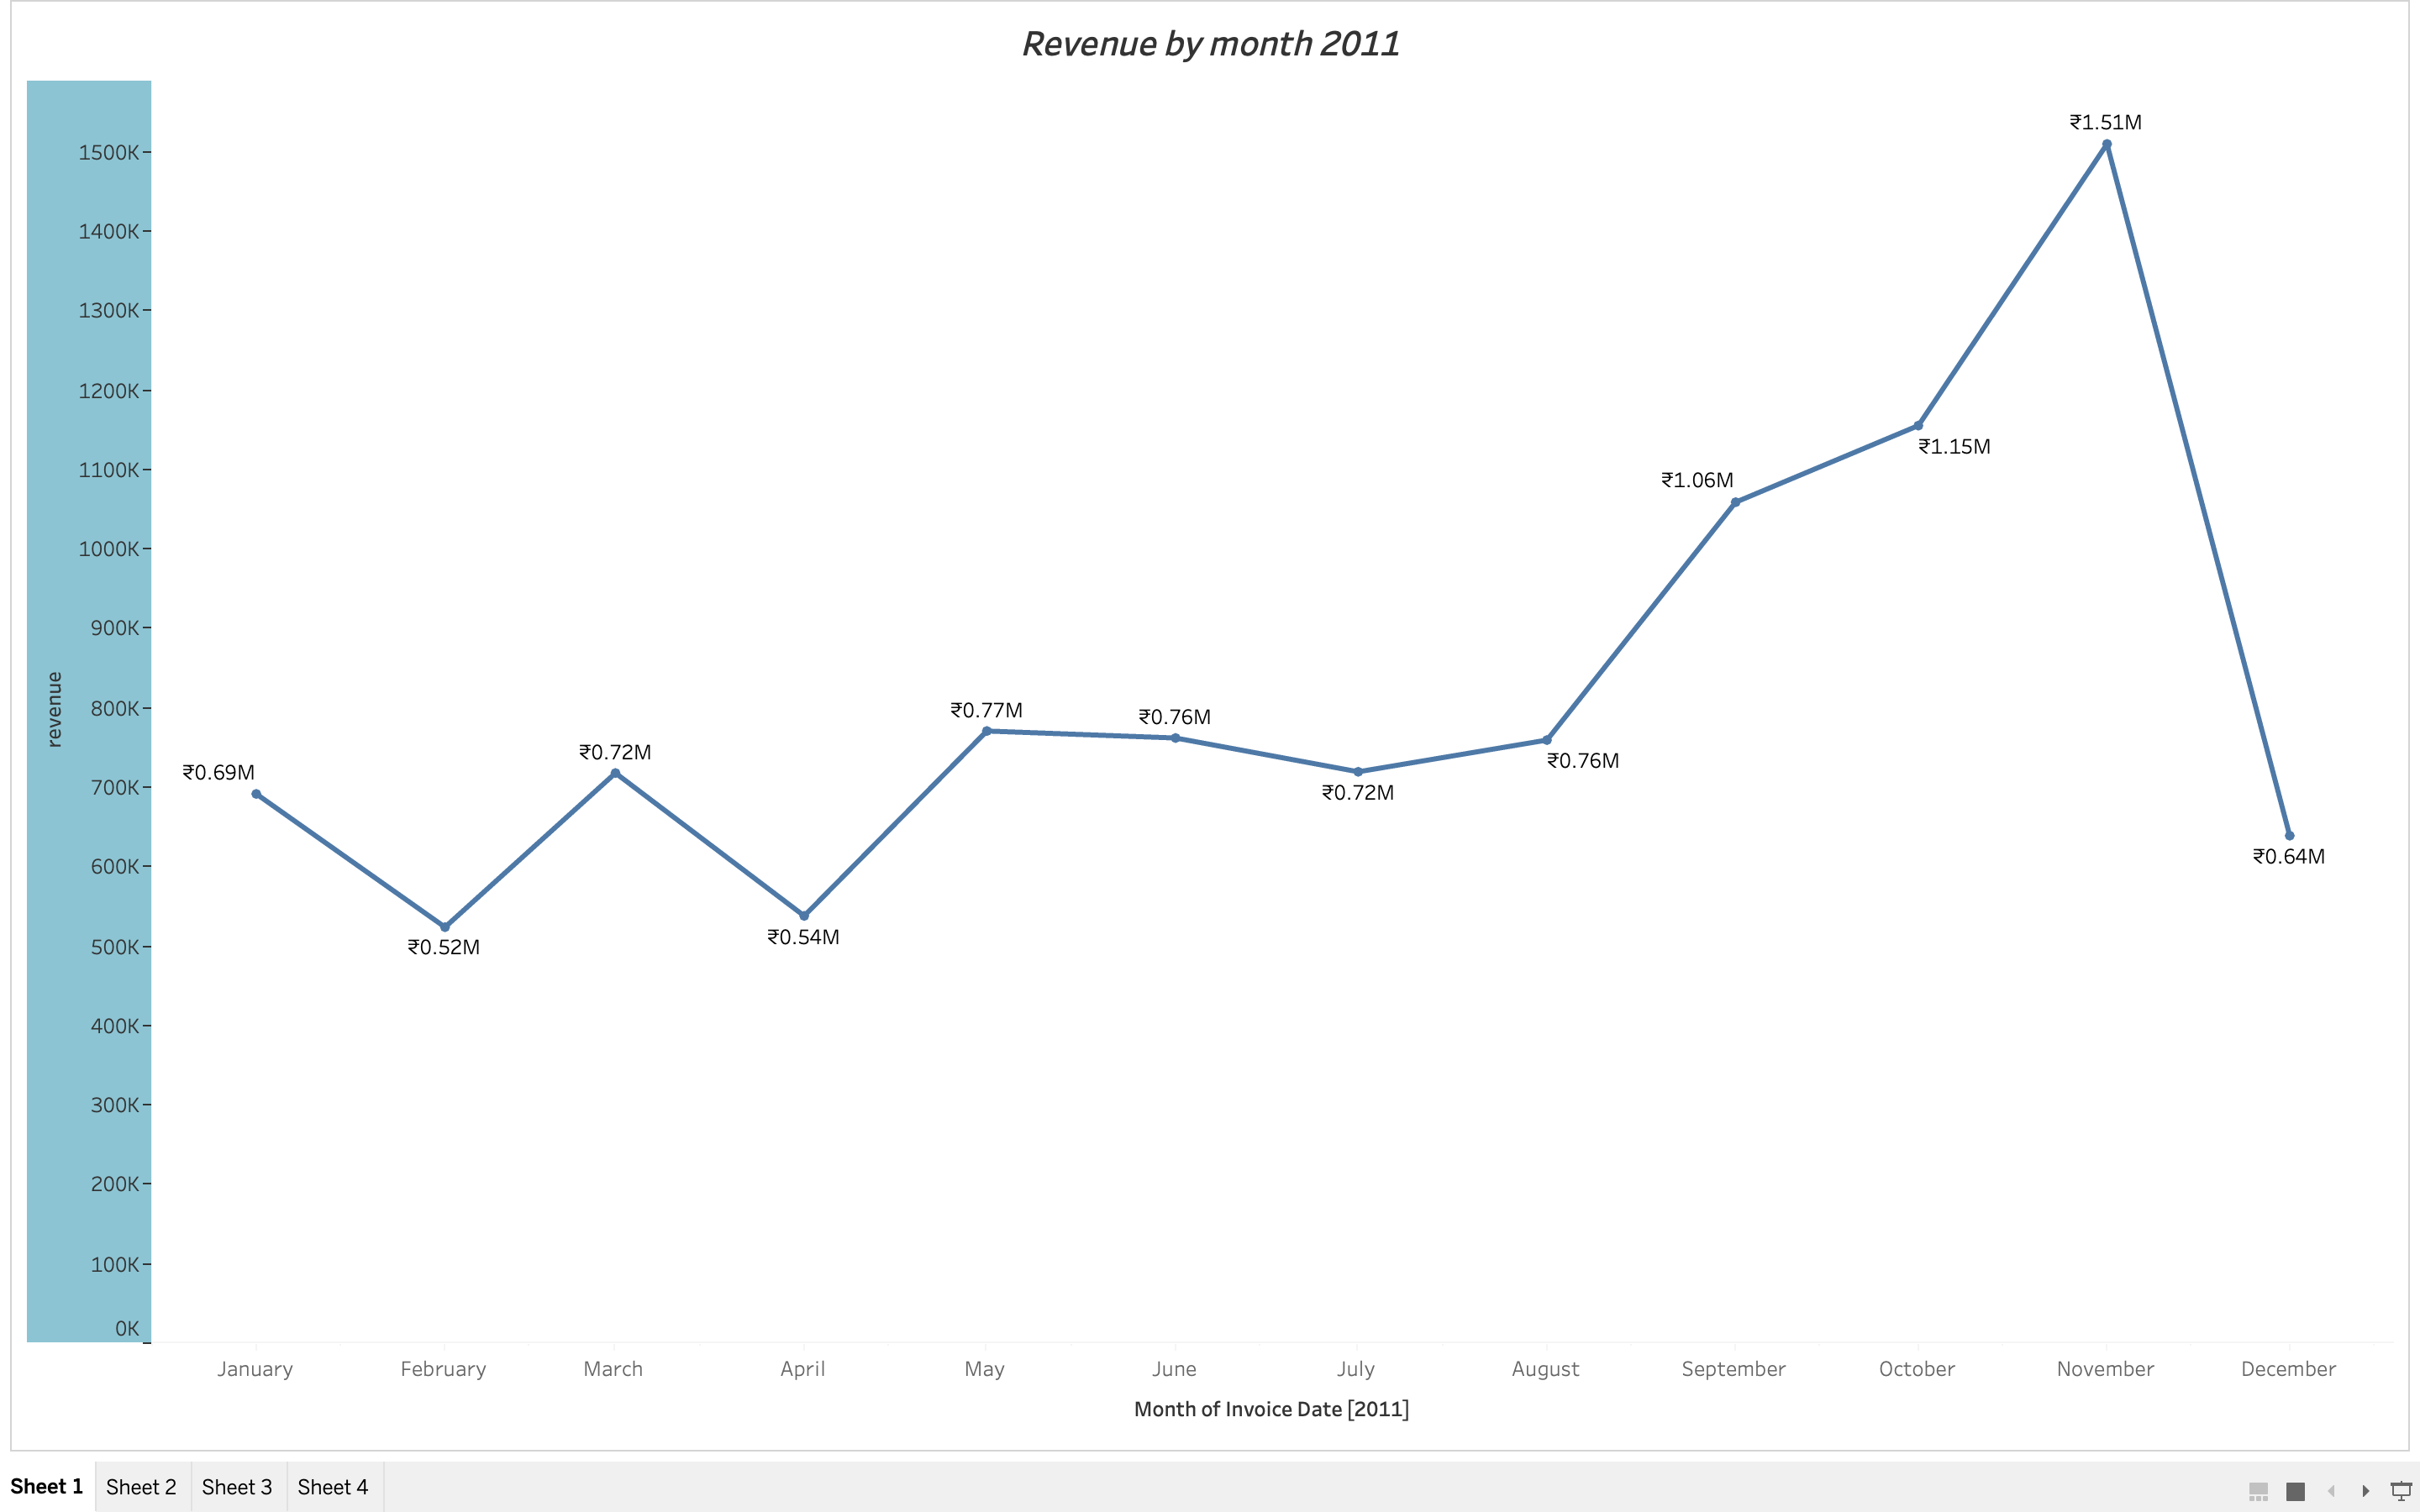 Revenue by month 2011
1500K
1400K
1300K
1200K
1100K
1000K
900K
800K
700K
600K
500K
400K
300K
200K
100K
0K
revenue
₹0.69M
₹0.52M
₹0.72M
₹0.54M
₹0.77M
₹0.76M
₹0.72M
₹0.76M
₹1.06M
₹1.15M
₹1.51M
₹0.64M
January February March April May June July August September October November December
Month of Invoice Date [2011]
Sheet 1 Sheet 2 Sheet 3 Sheet 4